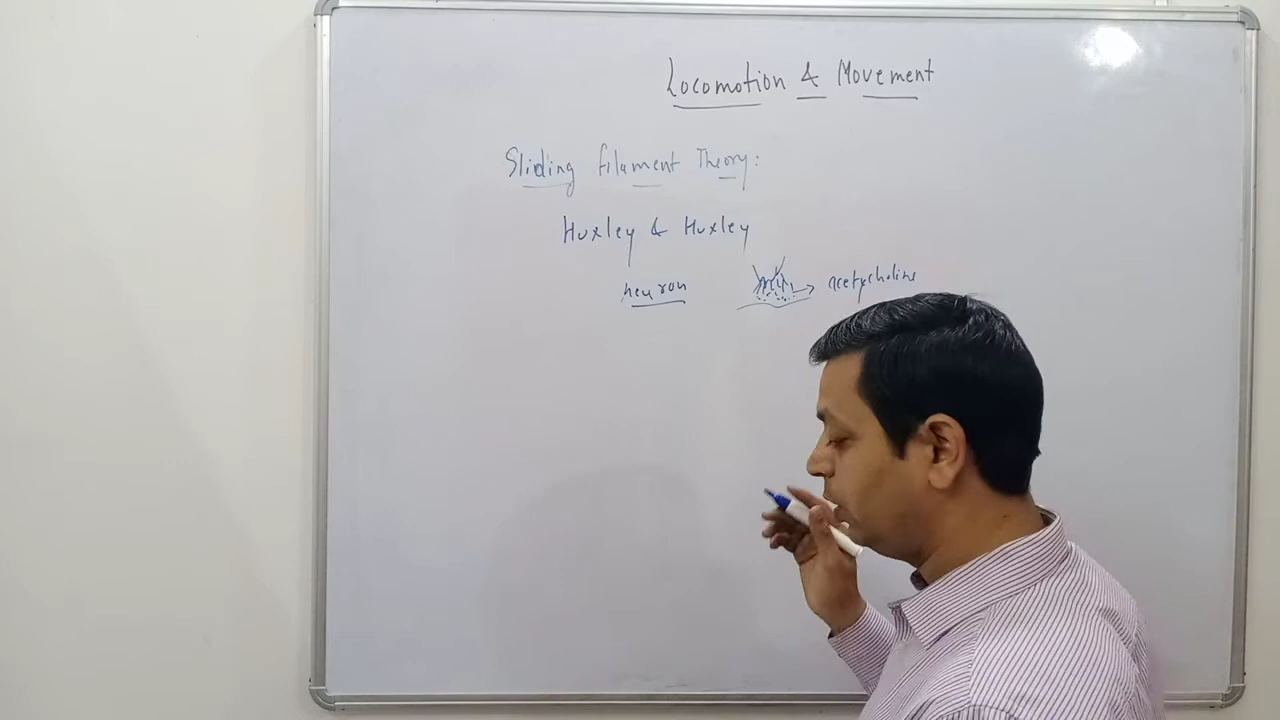 Locomotion & Movement
Sliding filament Theory:
Huxley & Huxley
neuron
acetycholine